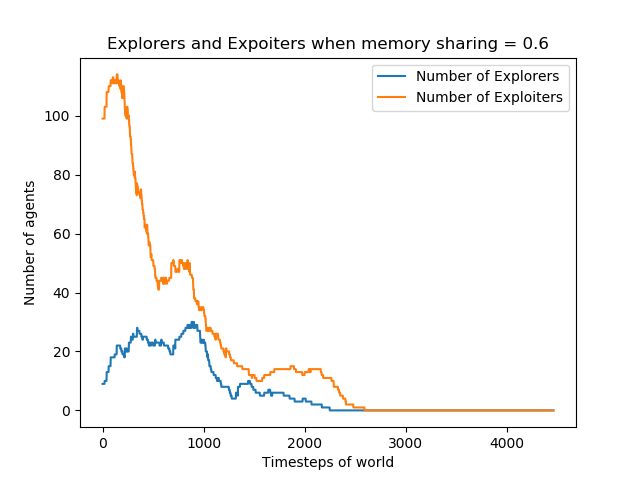 Explorers and Expoiters when memory sharing = 0.6
Number of Explorers
Number of Exploiters
Number of agents
100
80
60
40
20
0
0 1000 2000 3000 4000
Timesteps of world